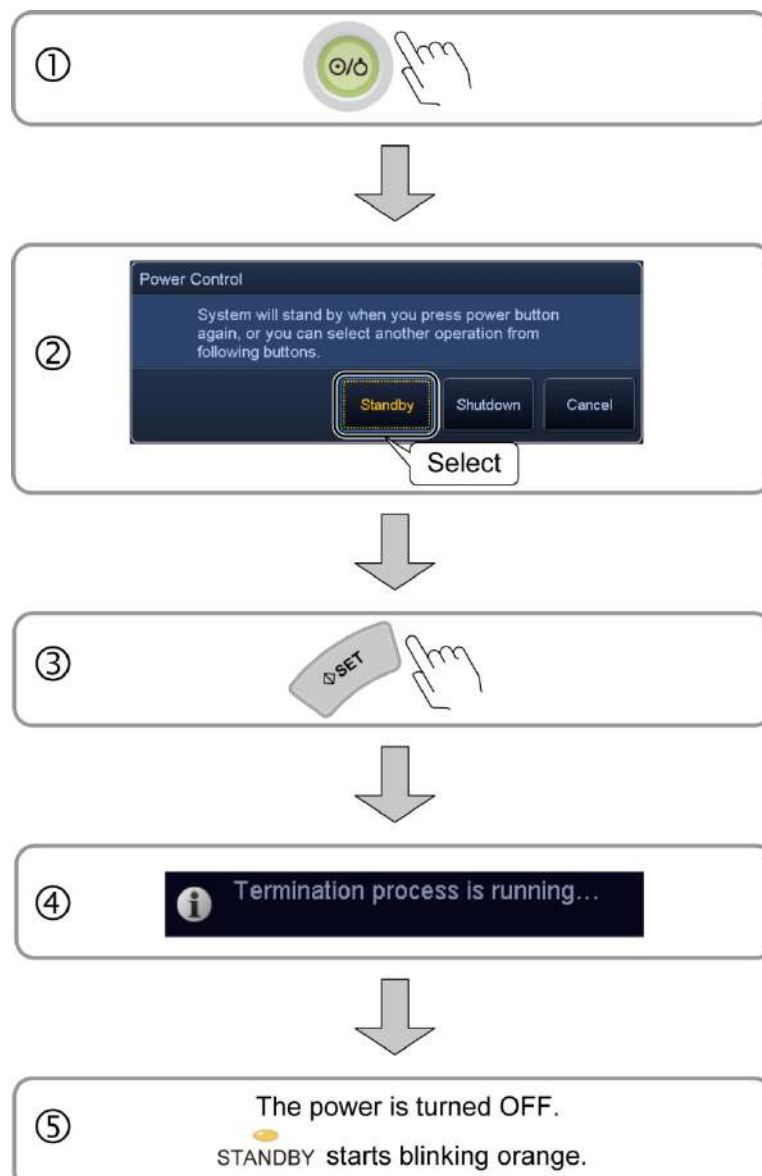 ①
②
Power Control
System will stand by when you press power button
again, or you can select another operation from
following buttons.
Standby Shutdown Cancel
Select
③
SET
④
Termination process is running...
⑤
The power is turned OFF.
STANDBY starts blinking orange.